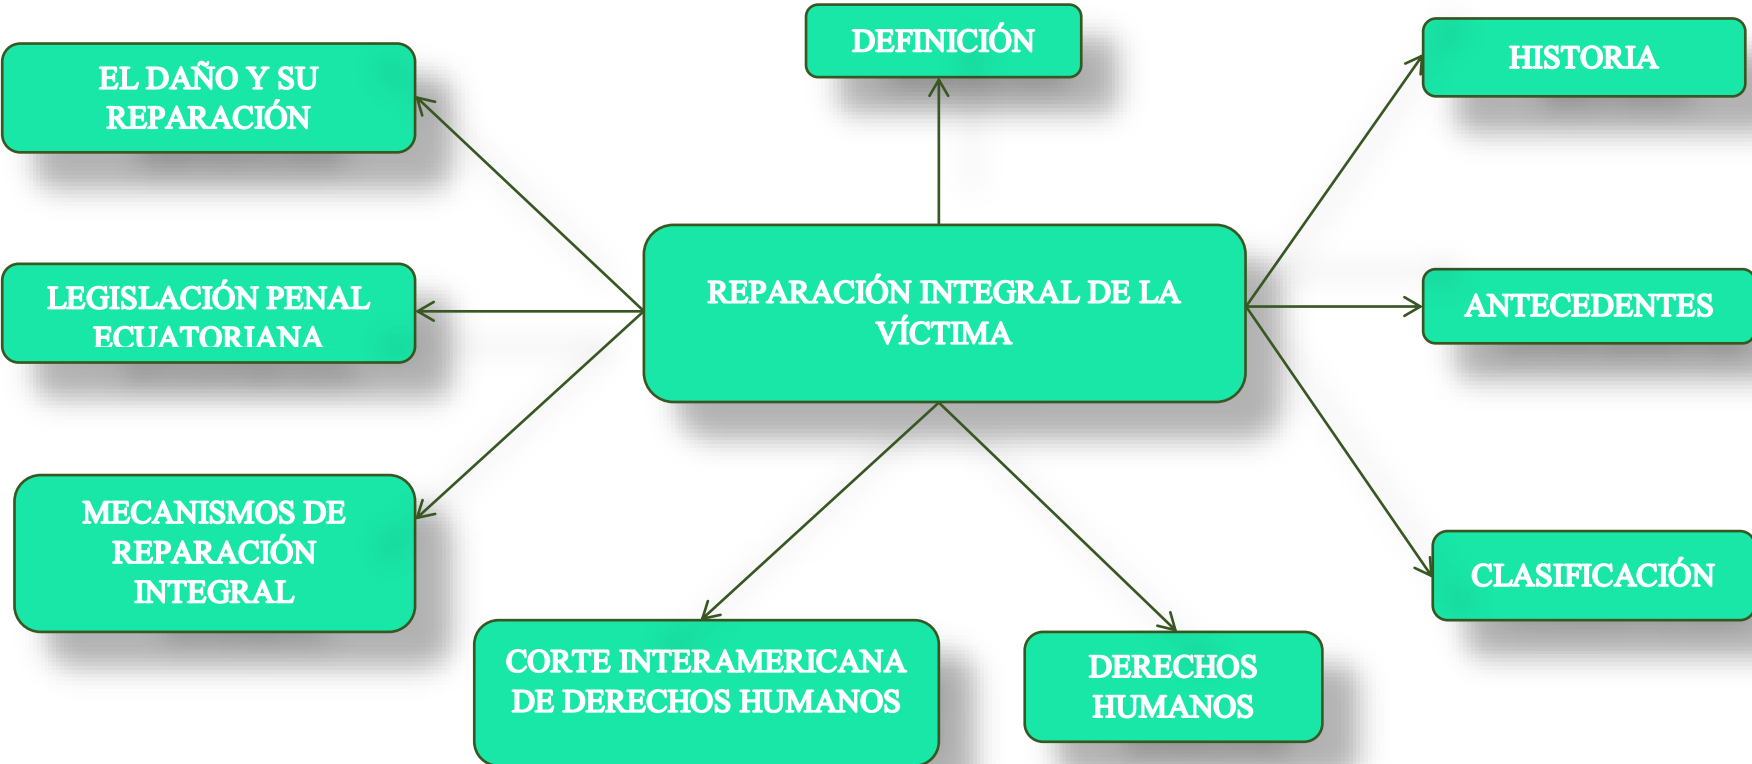 DEFINICIÓN
HISTORIA
EL DAÑO Y SU
REPARACIÓN
REPARACIÓN INTEGRAL DE LA
VÍCTIMA
LEGISLACIÓN PENAL
ECUATORIANA
ANTECEDENTES
MECANISMOS DE
REPARACIÓN
INTEGRAL
CLASIFICACIÓN
CORTE INTERAMERICANA
DE DERECHOS HUMANOS
DERECHOS
HUMANOS